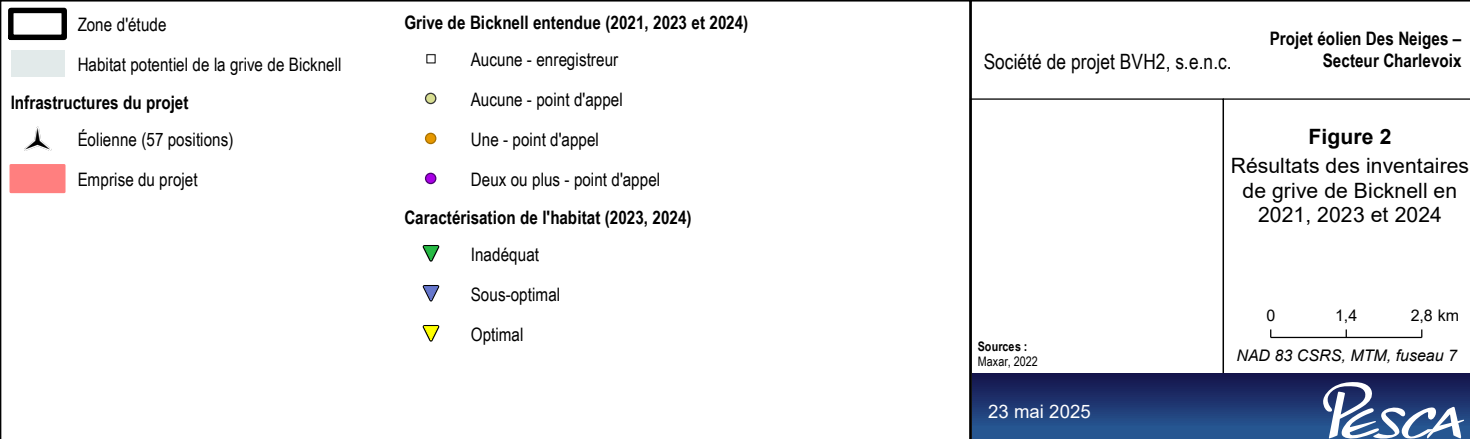 Zone d'étude
Habitat potentiel de la grive de Bicknell
Infrastructures du projet
Éolienne (57 positions)
Emprise du projet
Grive de Bicknell entendue (2021, 2023 et 2024)
Aucune - enregistreur
Aucune - point d'appel
Une - point d'appel
Deux ou plus - point d'appel
Caractérisation de l'habitat (2023, 2024)
Inadéquat
Sous-optimal
Optimal
Société de projet BVH2, s.e.n.c.
Projet éolien Des Neiges –
Secteur Charlevoix
Figure 2
Résultats des inventaires
de grive de Bicknell en
2021, 2023 et 2024
0 1,4 2,8 km
NAD 83 CSRS, MTM, fuseau 7
Sources :
Maxar, 2022
23 mai 2025
PESCA